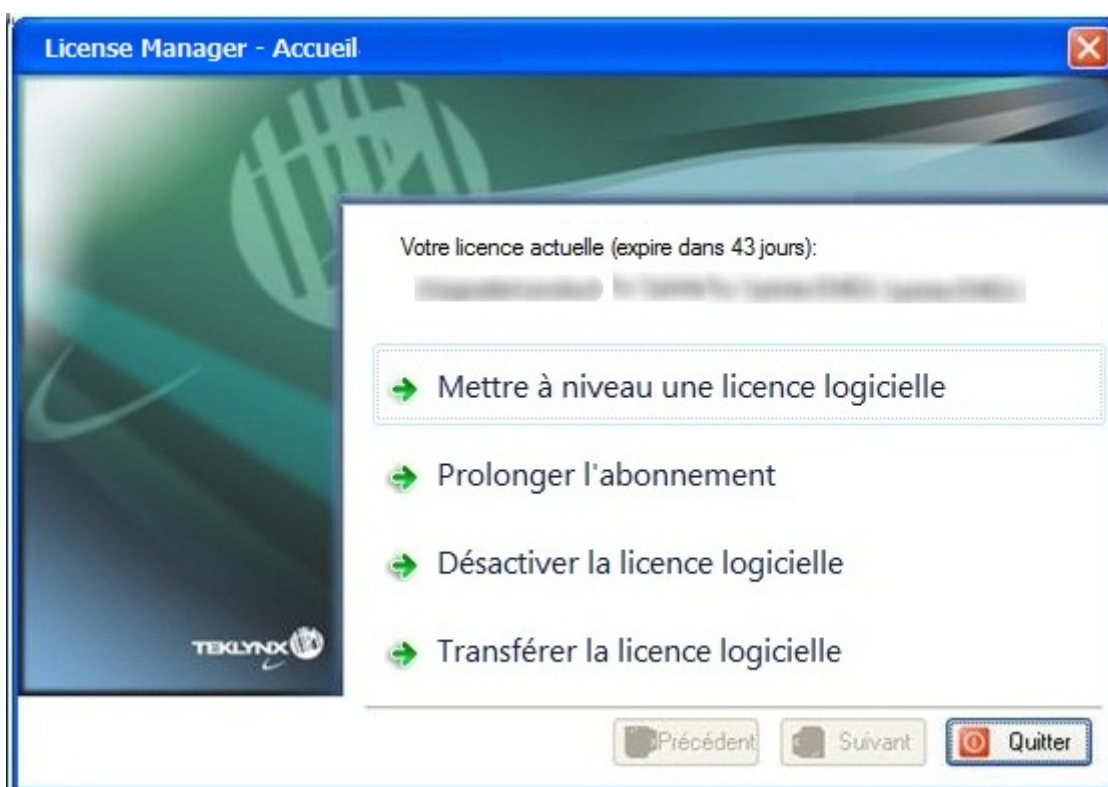 License Manager - Accueil
Votre licence actuelle (expire dans 43 jours):
Mettre à niveau une licence logicielle
Prolonger l'abonnement
Désactiver la licence logicielle
Transférer la licence logicielle
TEKLYNX
Précédent Suivant Quitter